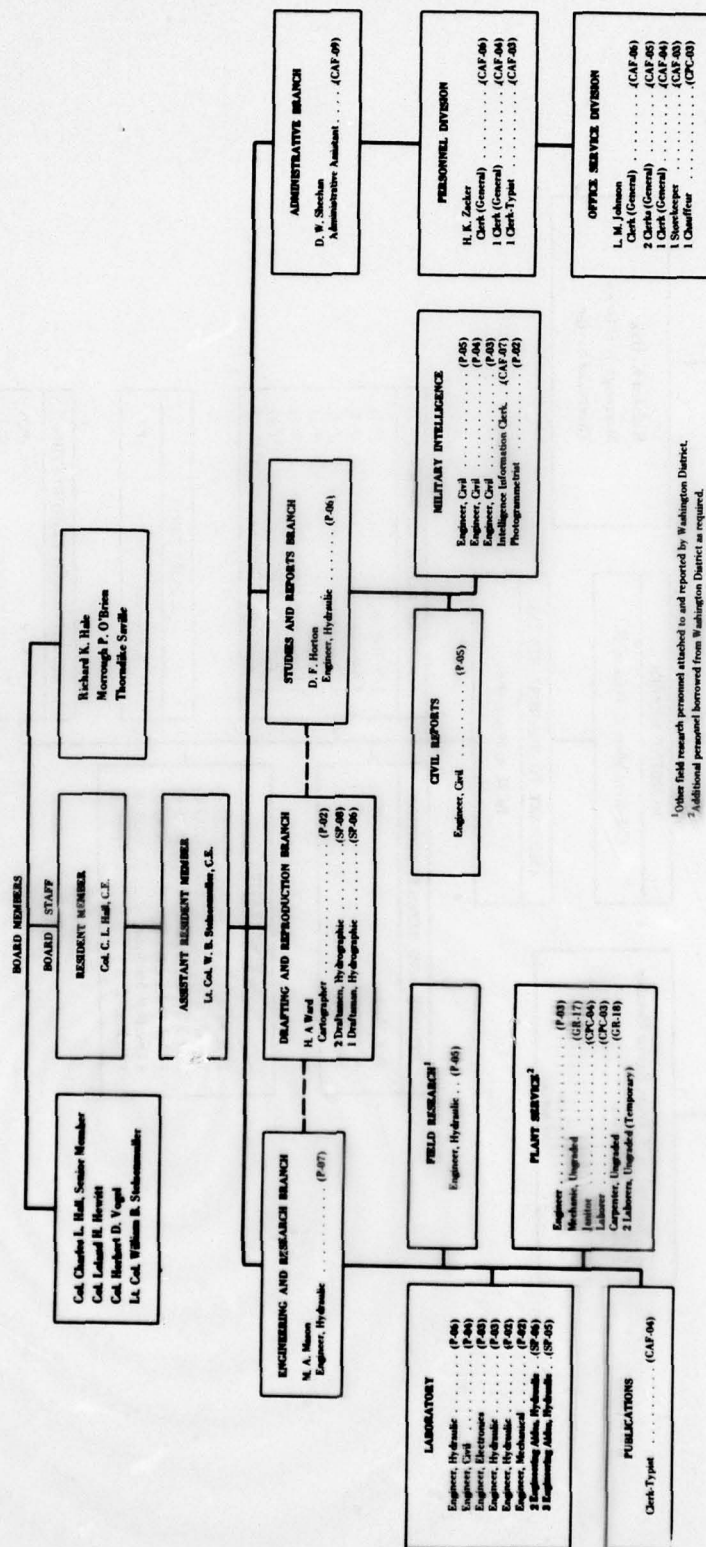 BOARD MEMBERS
Col. Charles L. Hall, Senior Member
Col. Leland H. Hewitt
Col. Herbert D. Vogel
Lt. Col. William B. Stelzenmuller
BOARD STAFF
RESIDENT MEMBER
Col. C. L. Hall, C.E.
Richard K. Hale
Morrough P. O'Brien
Thorndike Saville
ASSISTANT RESIDENT MEMBER
Lt. Col. W. B. Stelzenmuller, C.E.
ENGINEERING AND RESEARCH BRANCH
M. A. Mason
Engineer, Hydraulic . . . . . . . . . . . (P-07)
DRAFTING AND REPRODUCTION BRANCH
H. A Ward
Cartographer . . . . . . . . . . . . . . . . (P-02)
2 Draftsmen, Hydrographic . . . . . . . . (SP-08)
1 Draftsman, Hydrographic . . . . . . . . (SP-06)
STUDIES AND REPORTS BRANCH
D. F. Horton
Engineer, Hydraulic . . . . . . . (P-06)
ADMINISTRATIVE BRANCH
D. W. Sheehan
Administrative Assistant . . . . . (CAF-09)
LABORATORY
Engineer, Hydraulic . . . . . . . (P-06)
Engineer, Civil . . . . . . . . . . (P-04)
Engineer, Electronics . . . . . . (P-03)
Engineer, Hydraulic . . . . . . . (P-03)
Engineer, Hydraulic . . . . . . . (P-02)
Engineer, Mechanical . . . . . . (P-02)
2 Engineering Aides, Hydraulic . . (SP-06)
3 Engineering Aides, Hydraulic . . (SP-05)
FIELD RESEARCH¹
Engineer, Hydraulic . . . (P-05)
PLANT SERVICE²
Engineer . . . . . . . . . . . . . . . . (P-03)
Mechanic, Ungraded . . . . . . . . . . (GR-17)
Janitor . . . . . . . . . . . . . . . . (CPC-04)
Laborer . . . . . . . . . . . . . . . . (CPC-03)
Carpenter, Ungraded . . . . . . . . . . (GR-18)
2 Laborers, Ungraded (Temporary)
PUBLICATIONS
Clerk-Typist . . . . . . . . . . (CAF-04)
CIVIL REPORTS
Engineer, Civil . . . . . . . . . . (P-05)
MILITARY INTELLIGENCE
Engineer, Civil . . . . . . . . . . . . (P-05)
Engineer, Civil . . . . . . . . . . . . (P-04)
Engineer, Civil . . . . . . . . . . . . (P-03)
Intelligence Information Clerk . . (CAF-07)
Photogrammetrist . . . . . . . . . . (P-02)
PERSONNEL DIVISION
H. K. Zecker
Clerk (General) . . . . . . . . (CAF-06)
1 Clerk (General) . . . . . . . . (CAF-04)
1 Clerk-Typist . . . . . . . . . . (CAF-03)
OFFICE SERVICE DIVISION
L. M. Johnson
Clerk (General) . . . . . . . . (CAF-06)
2 Clerks (General) . . . . . . . . (CAF-05)
1 Clerk (General) . . . . . . . . (CAF-04)
1 Storekeeper . . . . . . . . . . (CAF-03)
1 Chauffeur . . . . . . . . . . . (CPC-03)
¹Other field research personnel attached to and reported by Washington District.
²Additional personnel borrowed from Washington District as required.